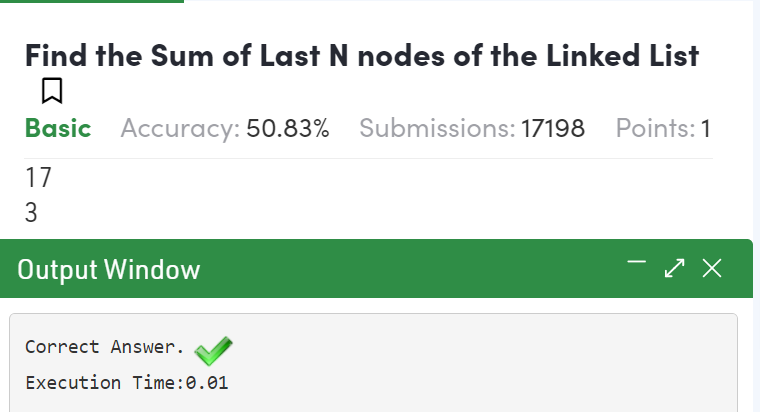 Find the Sum of Last N nodes of the Linked List
Basic Accuracy: 50.83% Submissions: 17198 Points: 1
17
3
Output Window
Correct Answer.
Execution Time:0.01